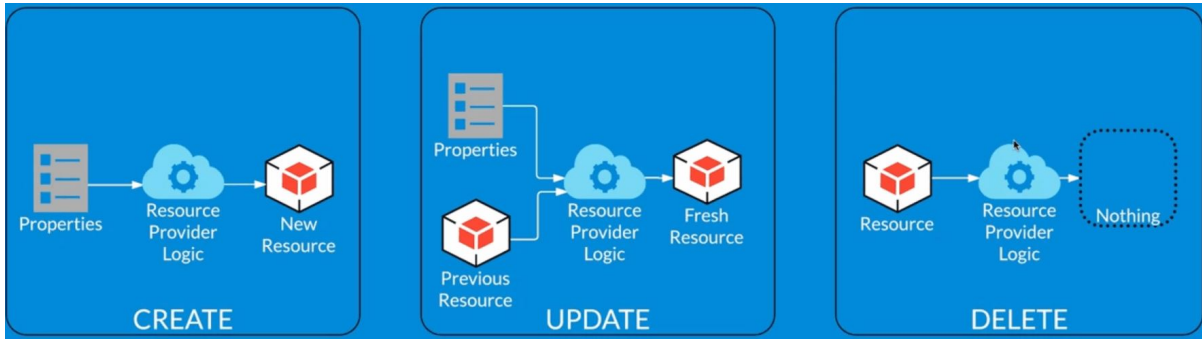 Properties
Resource
Provider
Logic
New
Resource
CREATE
Properties
Previous
Resource
Resource
Provider
Logic
Fresh
Resource
UPDATE
Resource
Resource
Provider
Logic
Nothing
DELETE